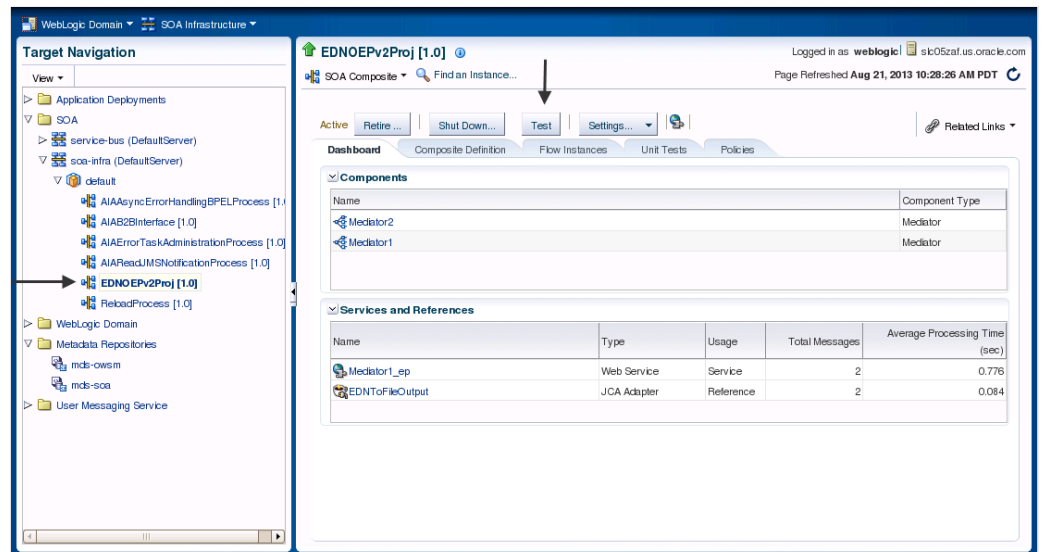 WebLogic Domain SOA Infrastructure
Target Navigation
View
Application Deployments
SOA
service-bus (DefaultServer)
soa-infra (DefaultServer)
default
AIAAsyncErrorHandlingBPELProcess [1.
AIAB2BInterface [1.0]
AIAErrorTaskAdministrationProcess [1.0]
AIAReadJMSNotificationProcess [1.0]
EDNOEPv2Proj [1.0]
ReloadProcess [1.0]
WebLogic Domain
Metadata Repositories
mds-owsm
mds-soa
User Messaging Service
EDNOEPv2Proj [1.0]
Logged in as weblogic slc05zaf.us.oracle.com
SOA Composite Find an Instance...
Page Refreshed Aug 21, 2013 10:28:26 AM PDT
Active Retire ... Shut Down... Test Settings... Related Links
Dashboard Composite Definition Flow Instances Unit Tests Policies
Components
Name Component Type
Mediator2 Mediator
Mediator1 Mediator
Services and References
Name Type Usage Total Messages Average Processing Time (sec)
Mediator1_ep Web Service Service 2 0.776
EDNToFileOutput JCA Adapter Reference 2 0.084